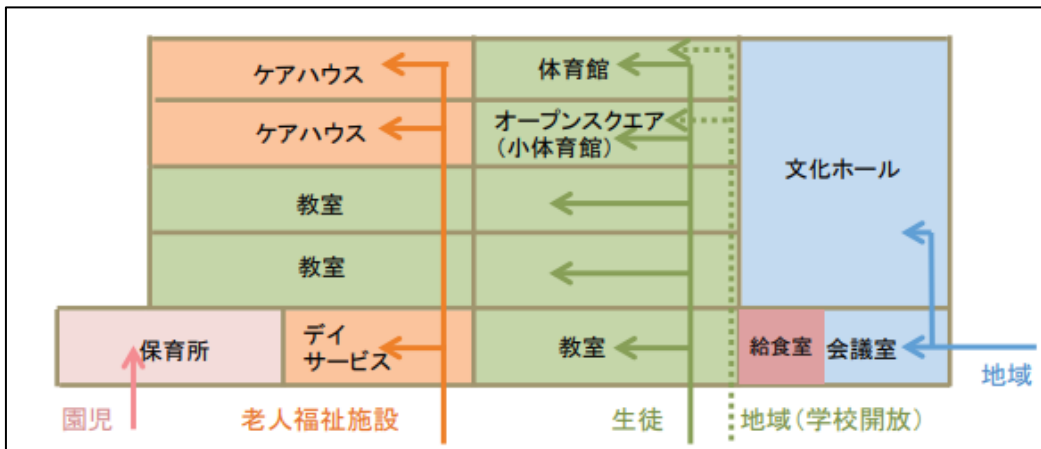 ケアハウス
体育館
ケアハウス
オープンスクエア
(小体育館)
文化ホール
教室
教室
保育所
デイ
サービス
教室
給食室
会議室
地域
園児
老人福祉施設
生徒
地域(学校開放)